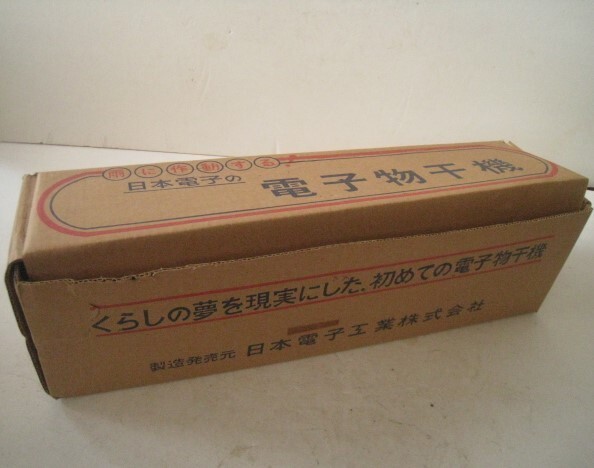 雨に作動する
日本電子の
電子物干機
くらしの夢を現実にした、初めての電子物干機
製造発売元 日本電子工業株式会社